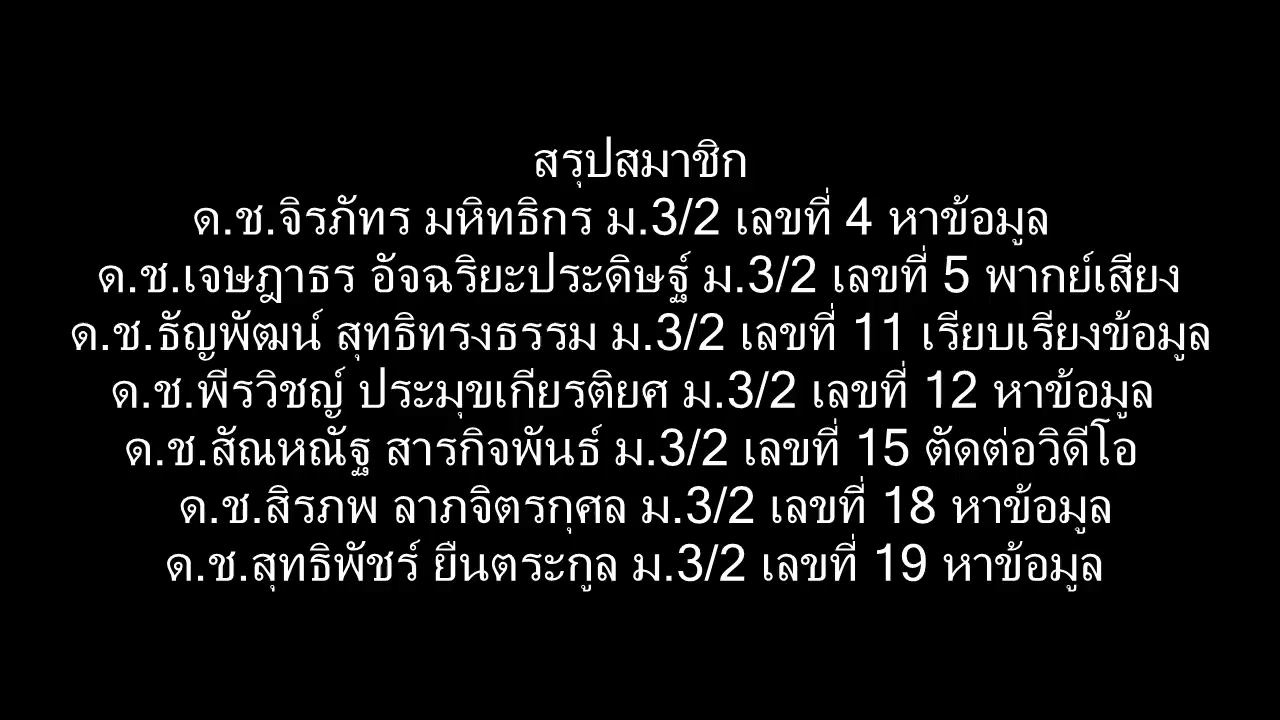 สรุปสมาชิก
ด.ช.จิรภัทร มหิทธิกร ม.3/2 เลขที่ 4 หาข้อมูล
ด.ช.เจษฎาธร อัจฉริยะประดิษฐ์ ม.3/2 เลขที่ 5 พากย์เสียง
ด.ช.ธัญพัฒน์ สุทธิทรงธรรม ม.3/2 เลขที่ 11 เรียบเรียงข้อมูล
ด.ช.พีรวิชญ์ ประมุขเกียรติยศ ม.3/2 เลขที่ 12 หาข้อมูล
ด.ช.สัณหณัฐ สารกิจพันธ์ ม.3/2 เลขที่ 15 ตัดต่อวิดีโอ
ด.ช.สิรภพ ลาภจิตรกุศล ม.3/2 เลขที่ 18 หาข้อมูล
ด.ช.สุทธิพัชร์ ยืนตระกูล ม.3/2 เลขที่ 19 หาข้อมูล